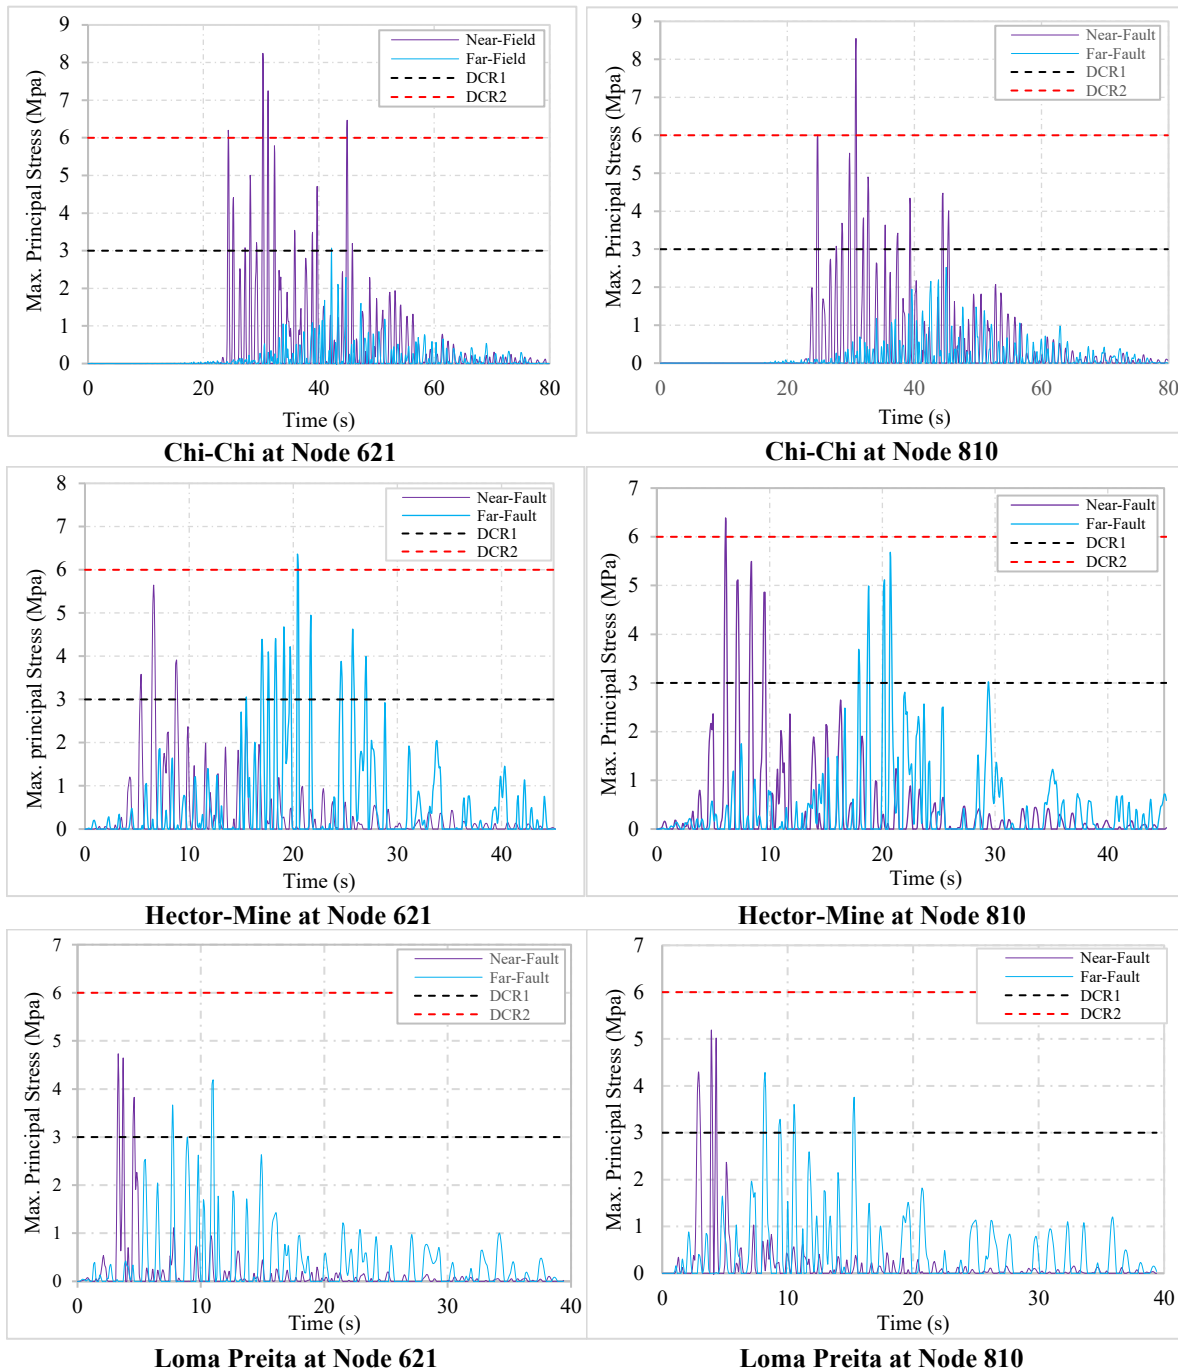 Max. Principal Stress (Mpa)
9
8
7
6
5
4
3
2
1
0
Near-Field
Far-Field
DCR1
DCR2
0 20 40 60 80
Time (s)
Chi-Chi at Node 621
Max. Principal Stress (Mpa)
9
8
7
6
5
4
3
2
1
0
Near-Fault
Far-Fault
DCR1
DCR2
0 20 40 60 80
Time (s)
Chi-Chi at Node 810
Max. principal Stress (Mpa)
8
7
6
5
4
3
2
1
0
Near-Fault
Far-Fault
DCR1
DCR2
0 10 20 30 40
Time (s)
Hector-Mine at Node 621
Max. Principal Stress (MPa)
7
6
5
4
3
2
1
0
Near-Fault
Far-Fault
DCR1
DCR2
0 10 20 30 40
Time (s)
Hector-Mine at Node 810
Max. Principal Stress (Mpa)
7
6
5
4
3
2
1
0
Near-Fault
Far-Fault
DCR1
DCR2
0 10 20 30 40
Time (s)
Loma Preita at Node 621
Max. Principal Stress (Mpa)
7
6
5
4
3
2
1
0
Near-Fault
Far-Fault
DCR1
DCR2
0 10 20 30 40
Time (s)
Loma Preita at Node 810